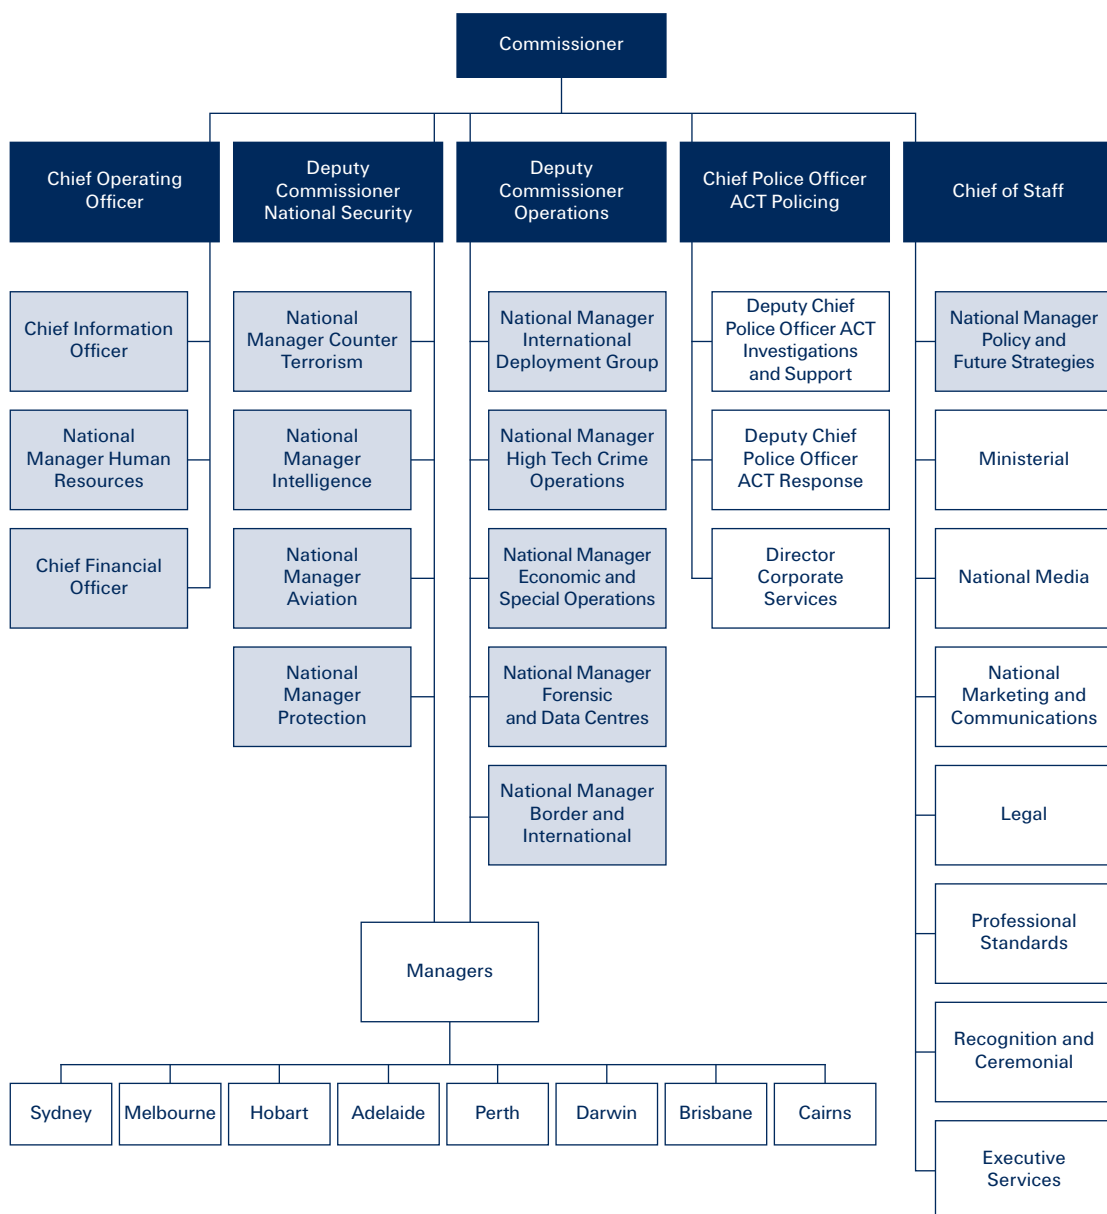 Commissioner
Chief Operating
Officer
Deputy
Commissioner
National Security
Deputy
Commissioner
Operations
Chief Police Officer
ACT Policing
Chief of Staff
Chief Information
Officer
National
Manager Human
Resources
Chief Financial
Officer
National
Manager Counter
Terrorism
National
Manager
Intelligence
National
Manager
Aviation
National
Manager
Protection
National Manager
International
Deployment Group
National Manager
High Tech Crime
Operations
National Manager
Economic and
Special Operations
National Manager
Forensic
and Data Centres
National Manager
Border and
International
Deputy Chief
Police Officer ACT
Investigations
and Support
Deputy Chief
Police Officer
ACT Response
Director
Corporate
Services
National Manager
Policy and
Future Strategies
Ministerial
National Media
National
Marketing and
Communications
Legal
Professional
Standards
Recognition and
Ceremonial
Executive
Services
Managers
Sydney
Melbourne
Hobart
Adelaide
Perth
Darwin
Brisbane
Cairns